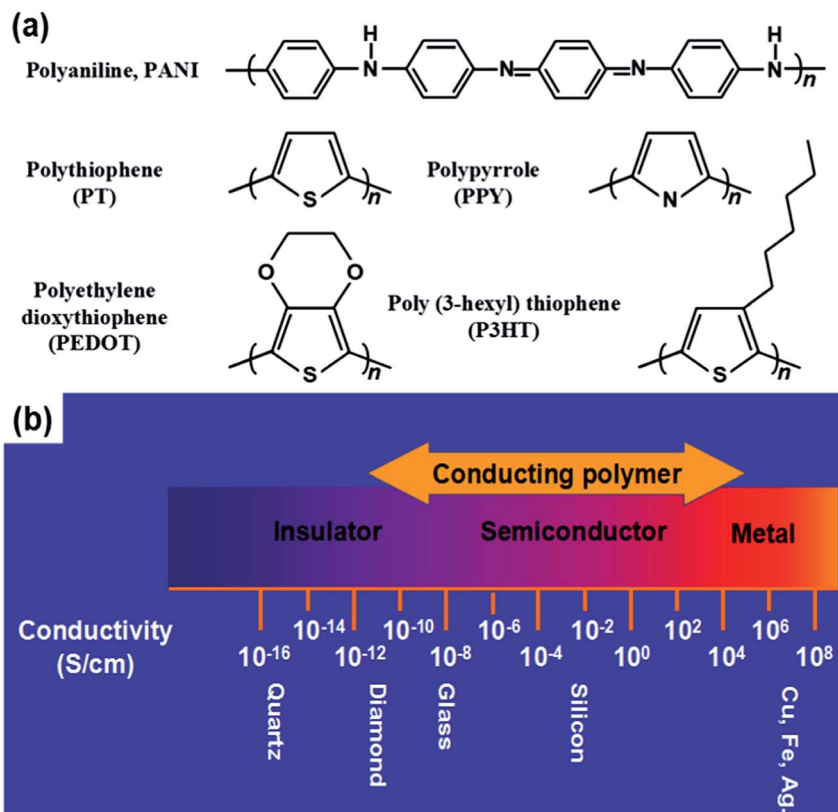 (a)
Polyaniline, PANI
H
N
N
N
H
N
n
Polythiophene
(PT)
S
n
Polypyrrole
(PPY)
N
n
Polyethylene
dioxythiophene
(PEDOT)
O
O
S
n
Poly (3-hexyl) thiophene
(P3HT)
S
n
(b)
Conducting polymer
Insulator
Semiconductor
Metal
Conductivity
(S/cm)
10⁻¹⁶
10⁻¹⁴
10⁻¹²
10⁻¹⁰
10⁻⁸
10⁻⁶
10⁻⁴
10⁻²
10⁰
10²
10⁴
10⁶
10⁸
Quartz
Diamond
Glass
Silicon
Cu, Fe, Ag